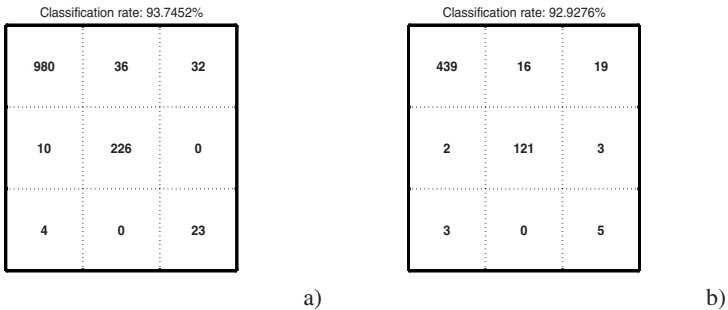 Classification rate: 93.7452%
980 36 32
10 226 0
4 0 23
a)
Classification rate: 92.9276%
439 16 19
2 121 3
3 0 5
b)